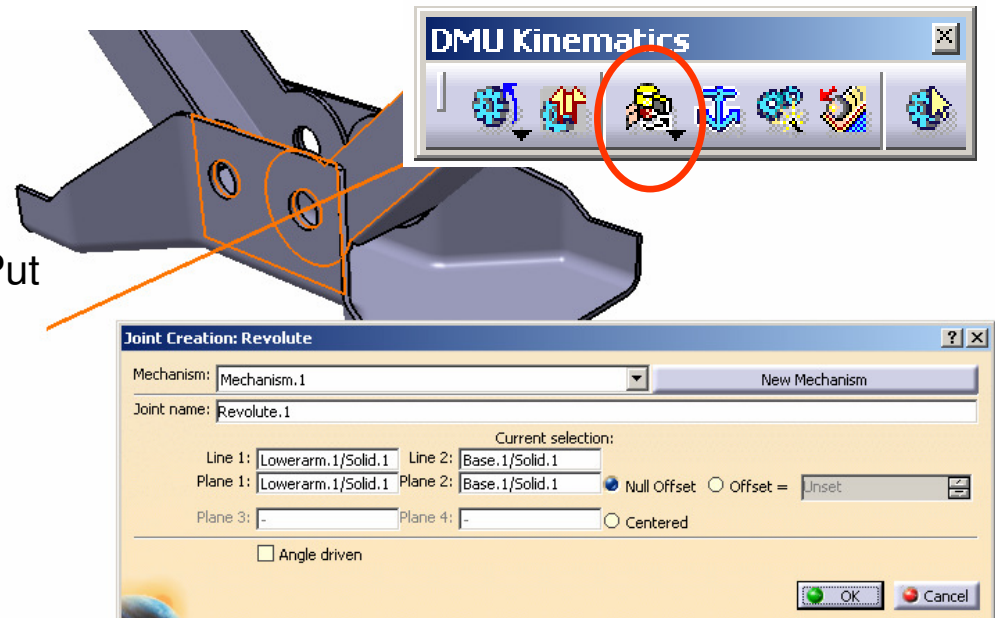 DMU Kinematics
Put
Joint Creation: Revolute
Mechanism: Mechanism.1 New Mechanism
Joint name: Revolute.1
Current selection:
Line 1: Lowerarm.1/Solid.1 Line 2: Base.1/Solid.1
Plane 1: Lowerarm.1/Solid.1 Plane 2: Base.1/Solid.1 Null Offset Offset = Unset
Plane 3: - Plane 4: - Centered
Angle driven
OK Cancel